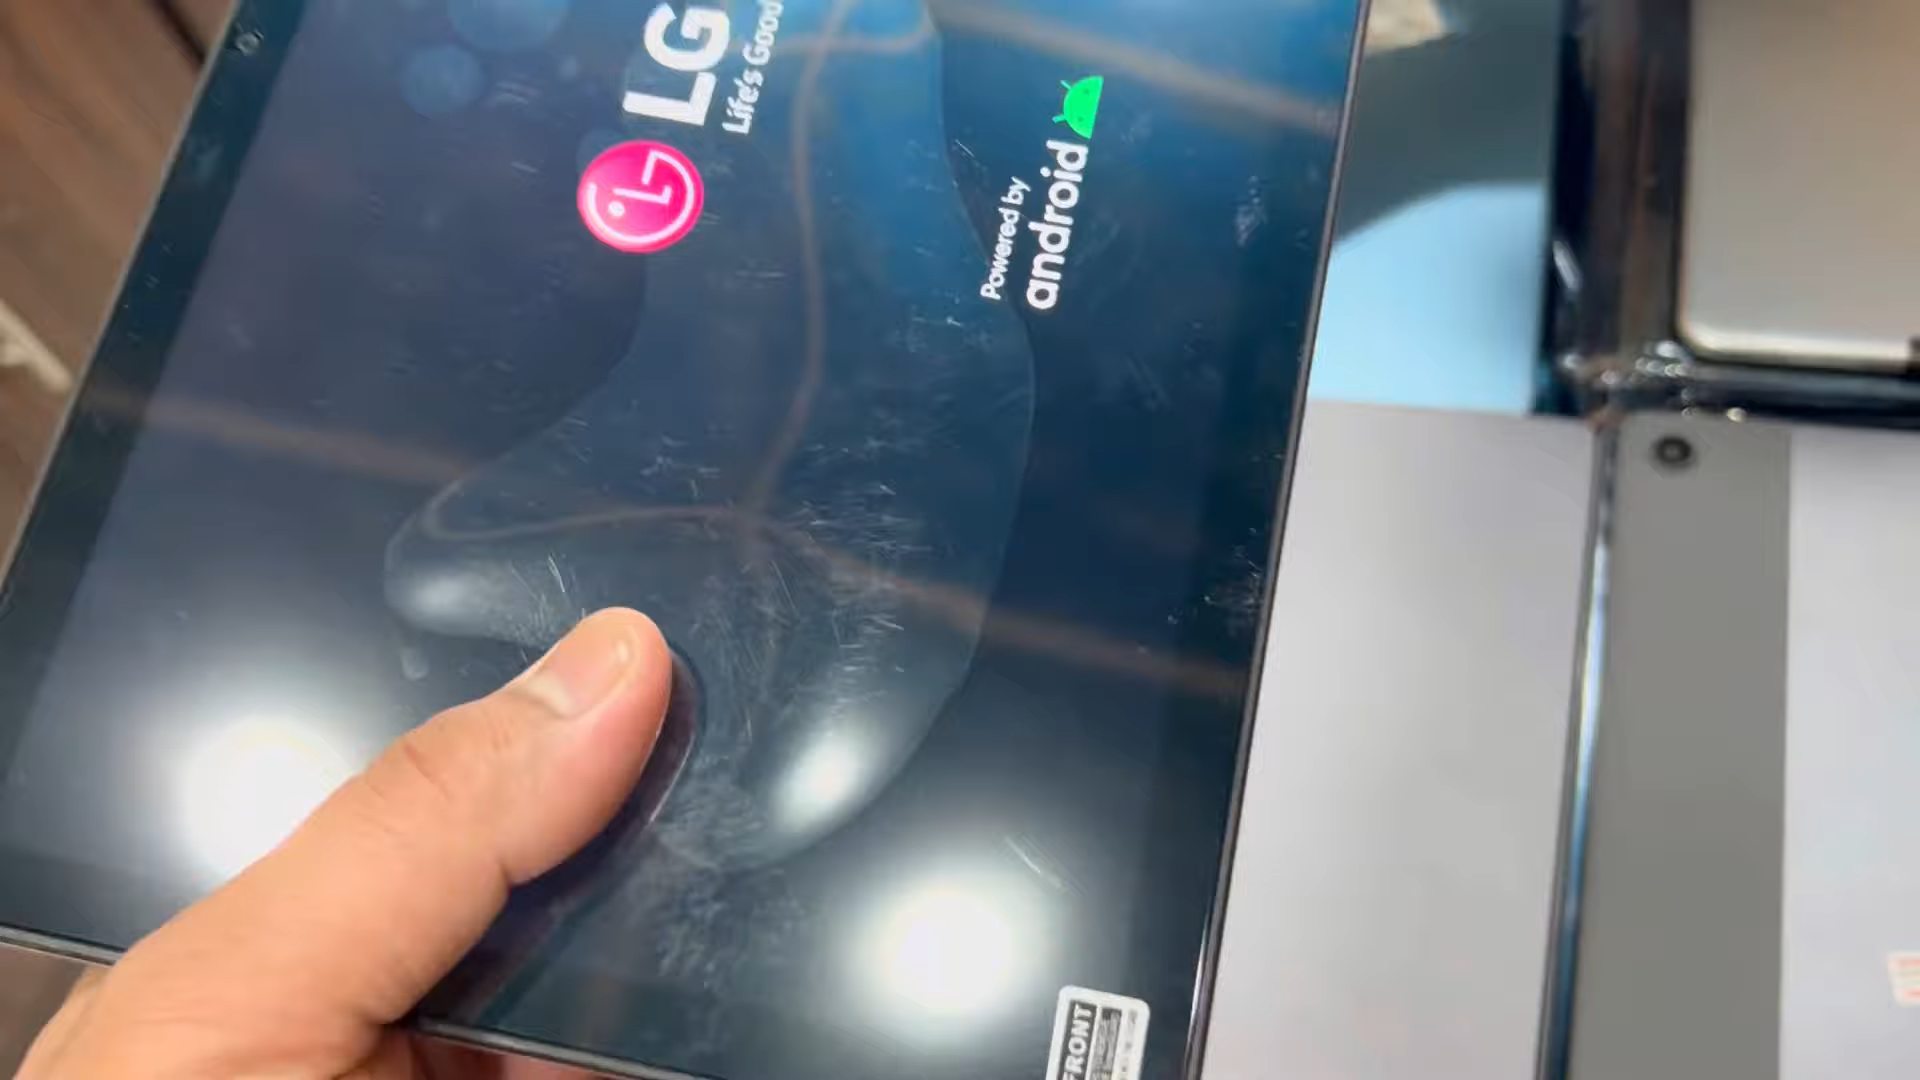 LG
Life's Good
Powered by
android
FRONT